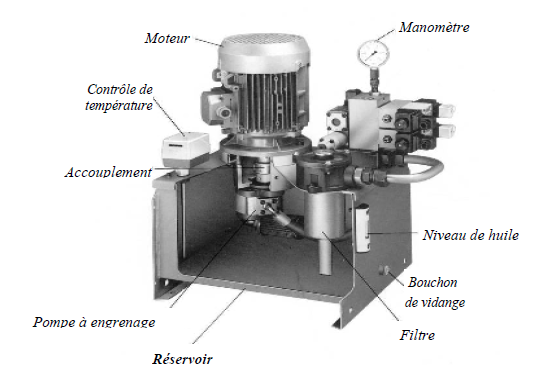 Moteur
Manomètre
Contrôle de
température
Accouplement
Niveau de huile
Bouchon
de vidange
Pompe à engrenage
Filtre
Réservoir